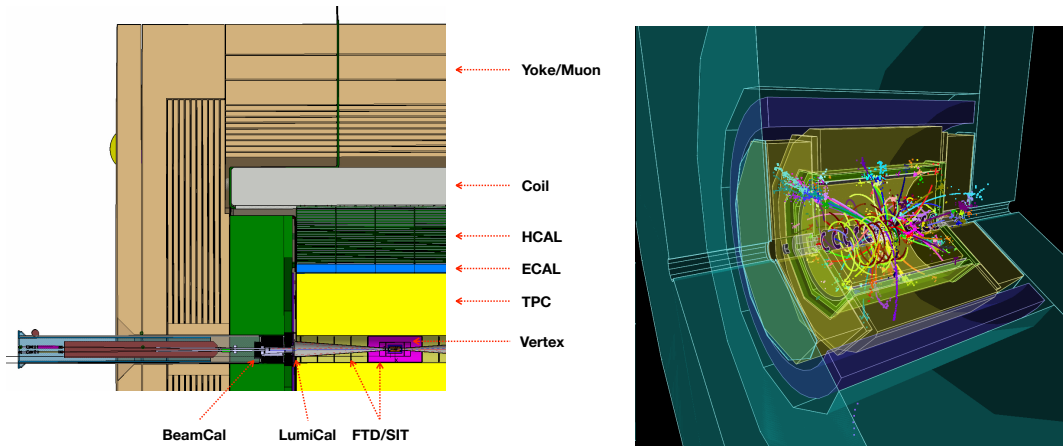 Yoke/Muon
Coil
HCAL
ECAL
TPC
Vertex
BeamCal
LumiCal
FTD/SIT